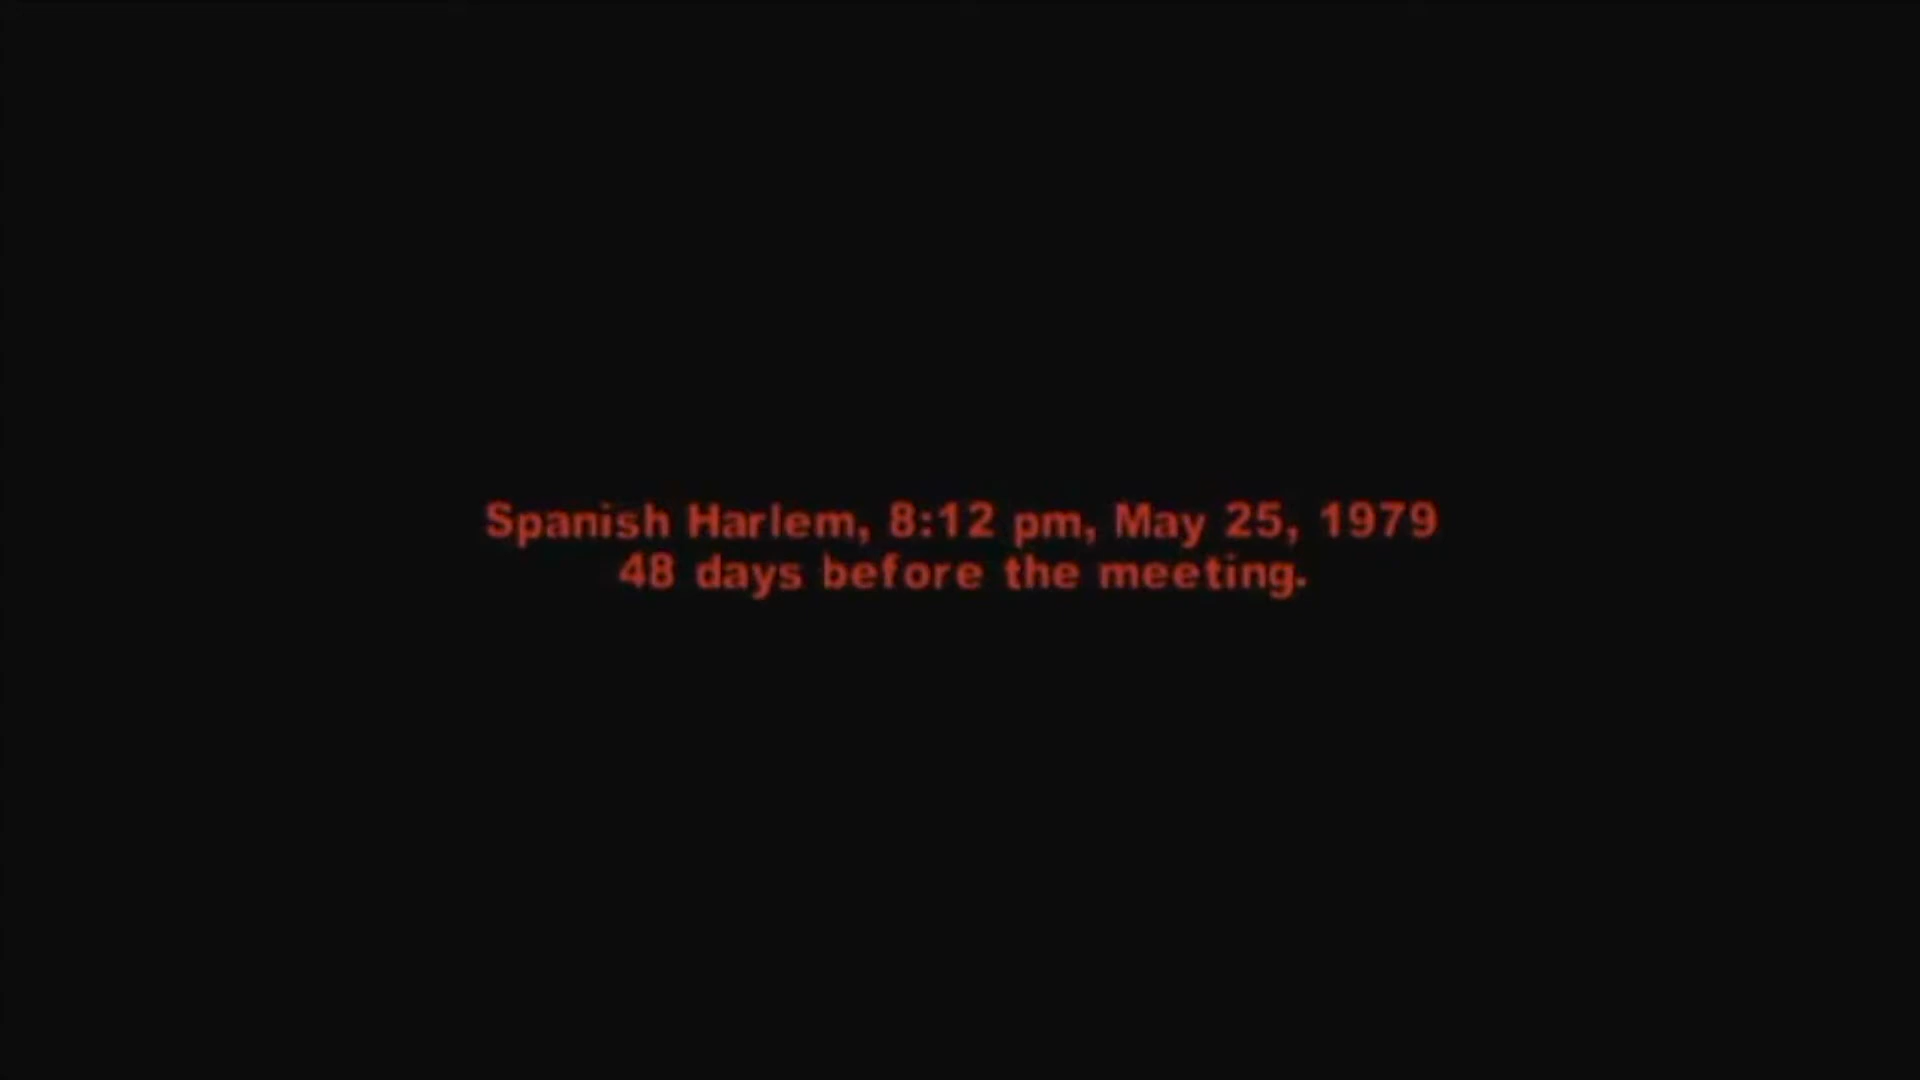 Spanish Harlem, 8:12 pm, May 25, 1979
48 days before the meeting.